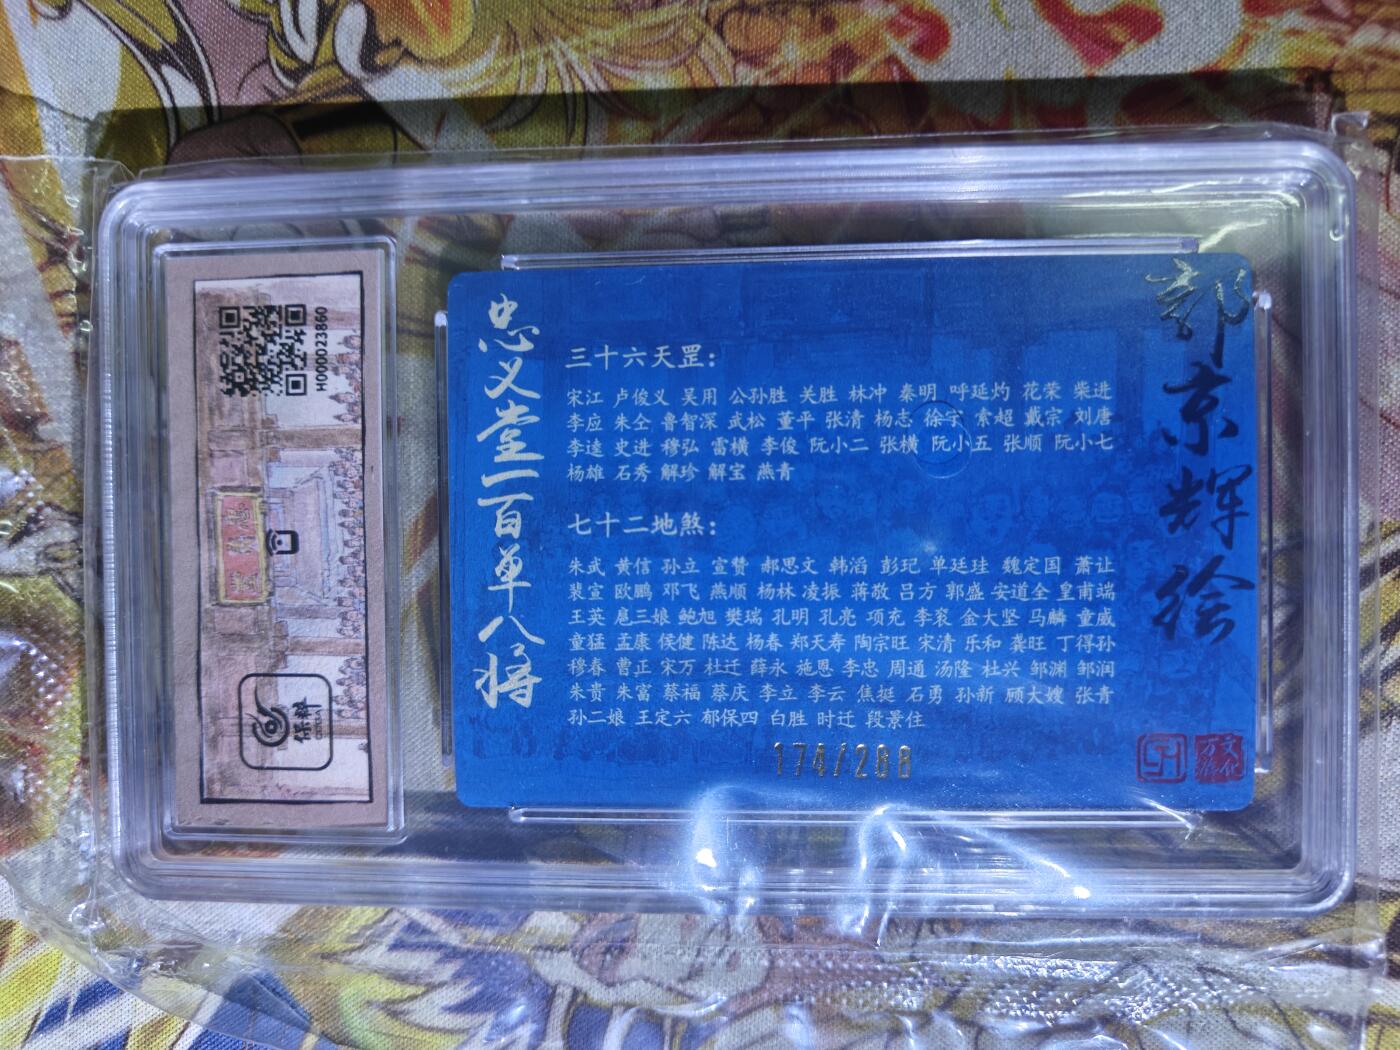 H0000023860
保粹
忠义堂一百单八将
三十六天罡：
宋江 卢俊义 吴用 公孙胜 关胜 林冲 秦明 呼延灼 花荣 柴进
李应 朱仝 鲁智深 武松 董平 张清 杨志 徐宁 索超 戴宗 刘唐
李逵 史进 穆弘 雷横 李俊 阮小二 张横 阮小五 张顺 阮小七
杨雄 石秀 解珍 解宝 燕青
七十二地煞：
朱武 黄信 孙立 宣赞 郝思文 韩滔 彭玘 单廷珪 魏定国 萧让
裴宣 欧鹏 邓飞 燕顺 杨林 凌振 蒋敬 吕方 郭盛 安道全 皇甫端
王英 扈三娘 鲍旭 樊瑞 孔明 孔亮 项充 李衮 金大坚 马麟 童威
童猛 孟康 侯健 陈达 杨春 郑天寿 陶宗旺 宋清 乐和 龚旺 丁得孙
穆春 曹正 宋万 杜迁 薛永 施恩 李忠 周通 汤隆 杜兴 邹渊 邹润
朱贵 朱富 蔡福 蔡庆 李立 李云 焦挺 石勇 孙新 顾大嫂 张青
孙二娘 王定六 郁保四 白胜 时迁 段景住
174/288
郭京辉绘